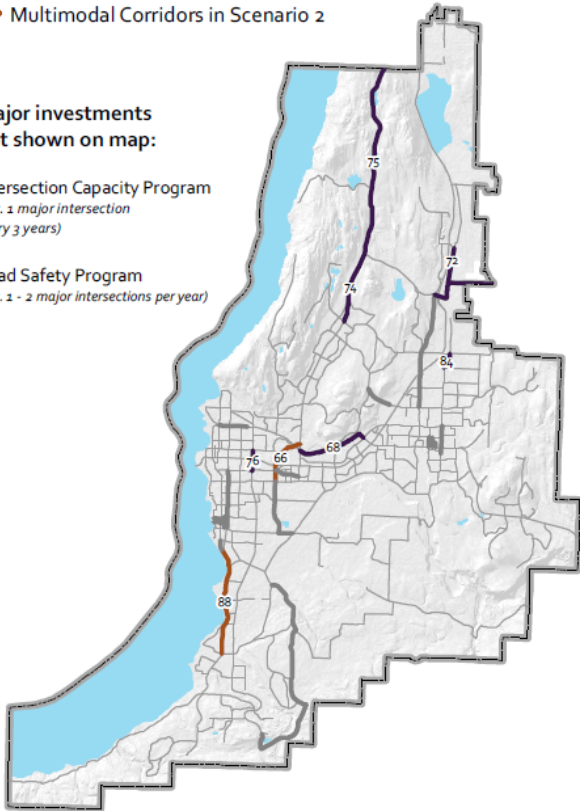 Multimodal Corridors in Scenario 2
ajor investments
t shown on map:
ersection Capacity Program
. 1 major intersection
ry 3 years)
ad Safety Program
. 1 - 2 major intersections per year)
75
72
74
84
68
66
76
88